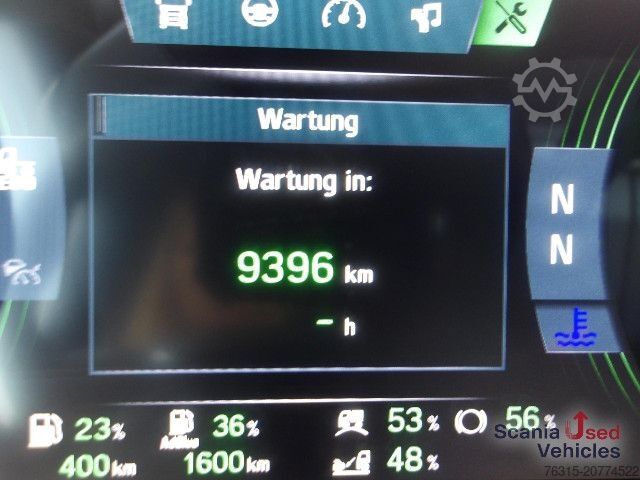 Wartung
Wartung in:
9396 km
- h
N
N
23%
400km
AdBlue
36%
1600km
53%
48%
56%
Scania Used
Vehicles
76315-20774522